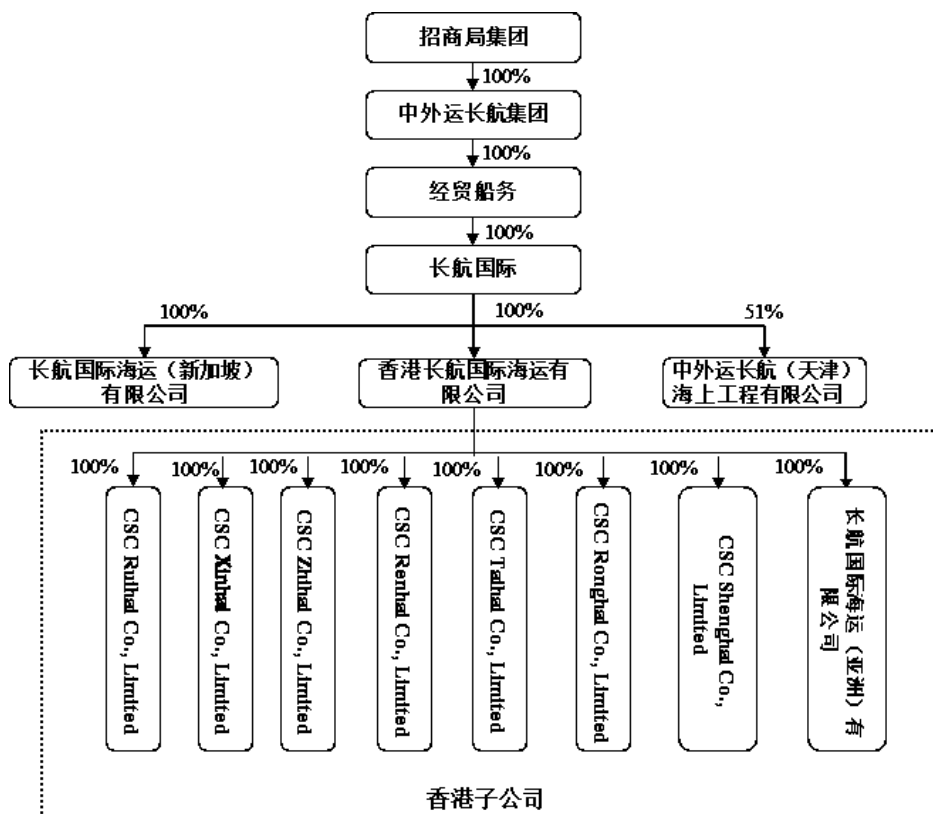 招商局集团
100%
中外运长航集团
100%
经贸船务
100%
长航国际
100%
100%
51%
长航国际海运（新加坡）
有限公司
香港长航国际海运有
限公司
中外运长航（天津）
海上工程有限公司
100%
100%
100%
100%
100%
100%
100%
100%
CSC Ruihai Co., Limited
CSC Xinhai Co., Limited
CSC Zhihai Co., Limited
CSC Renhai Co., Limited
CSC Taihai Co., Limited
CSC Ronghai Co., Limited
CSC Shenghai Co.,
Limited
长航国际海运（亚洲）有
限公司
香港子公司